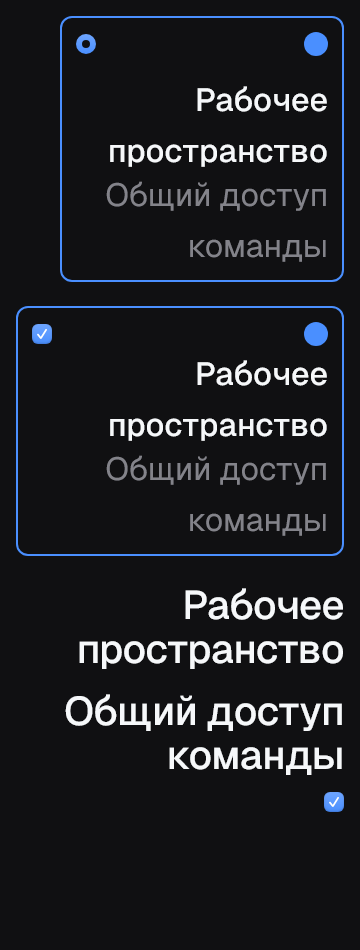 Рабочее
пространство
Общий доступ
команды
Рабочее
пространство
Общий доступ
команды
Рабочее
пространство
Общий доступ
команды